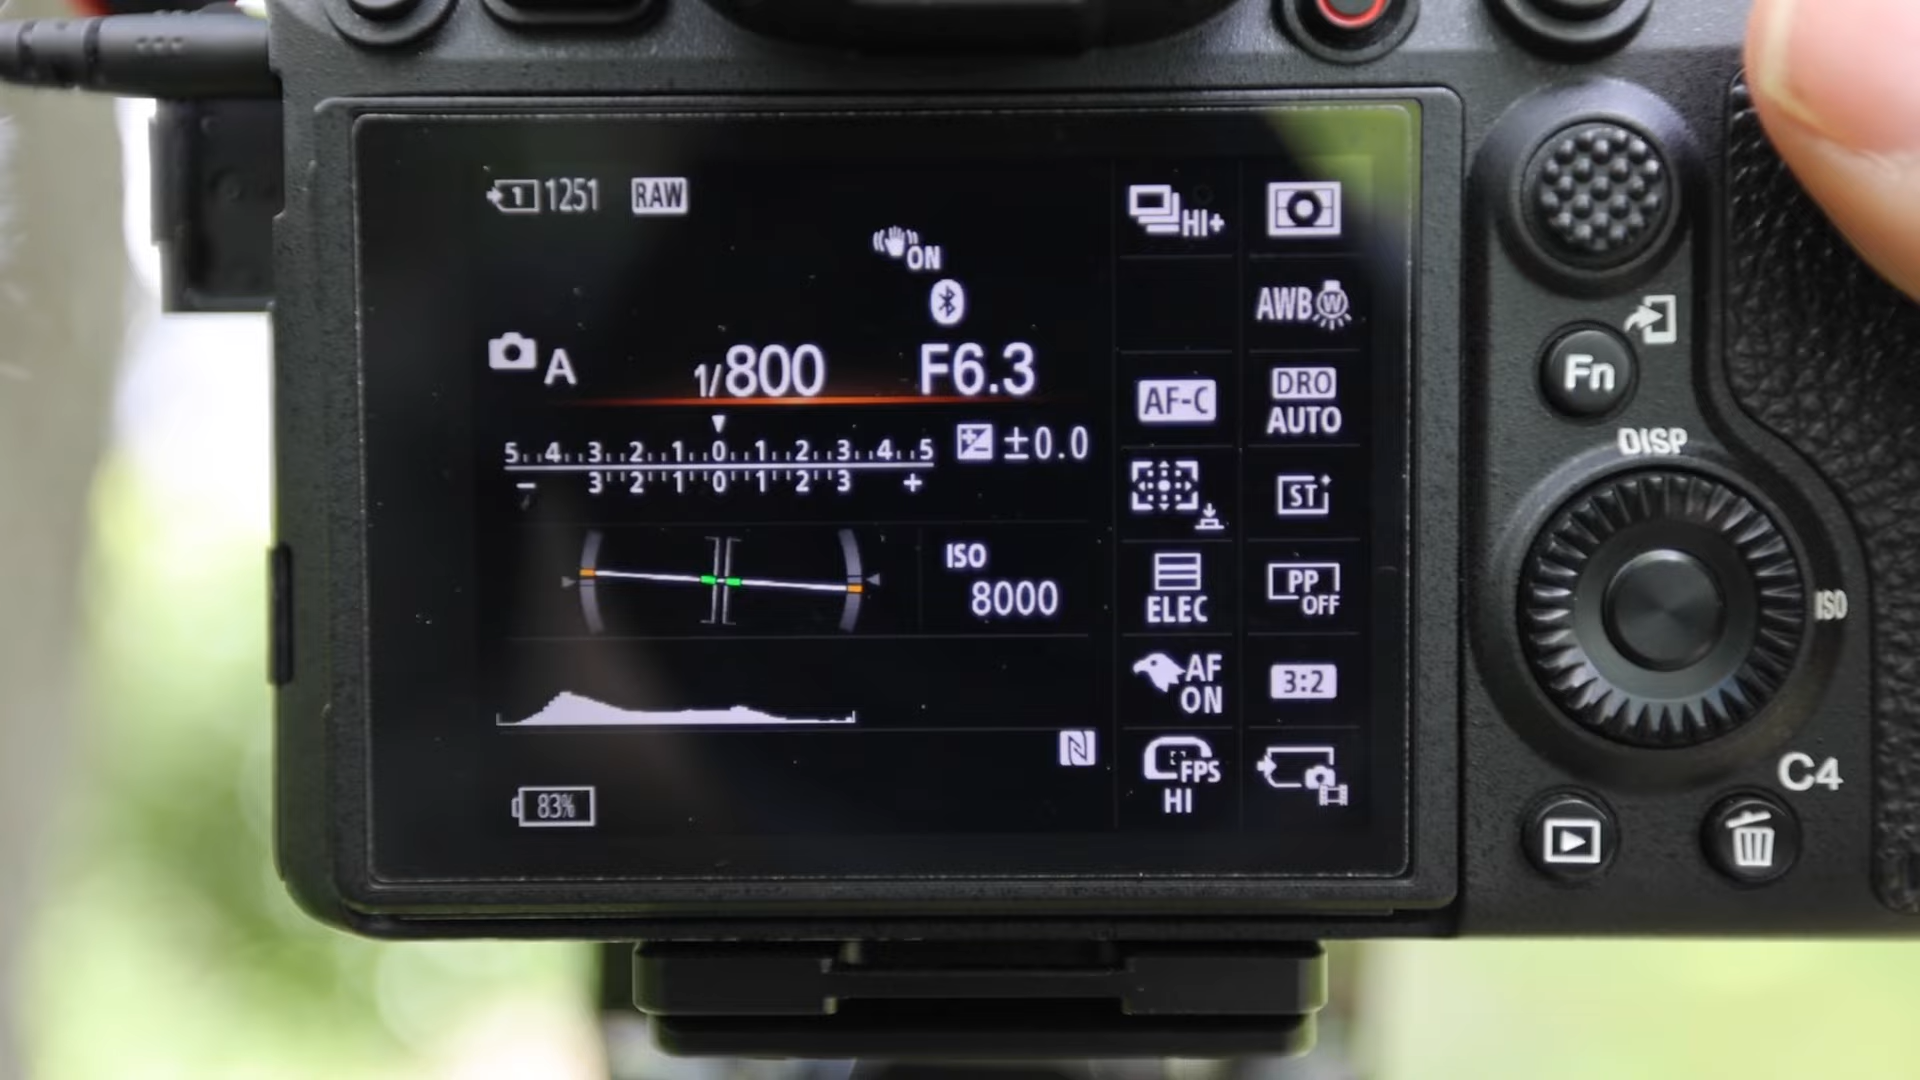 1 1251 RAW
HI+
ON
AWB W
A 1/800 F6.3
AF-C
DRO
AUTO
5 4 3 2 1 0 1 2 3 4 5
±0.0
− 3 2 1 0 1 2 3 +
ST
ISO
8000
ELEC
PP
OFF
AF
ON
3:2
N
FPS
HI
83%
Fn
DISP
ISO
C4